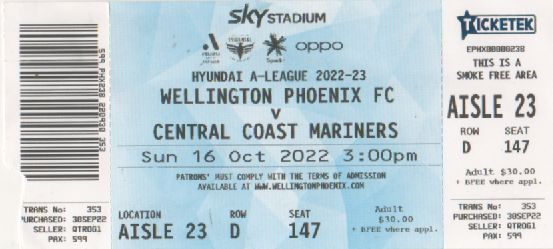 sky STADIUM
oppo
HYUNDAI A-LEAGUE 2022-23
WELLINGTON PHOENIX FC
V
CENTRAL COAST MARINERS
Sun 16 Oct 2022 3:00pm
PATRONS' MUST COMPLY WITH THE TERMS OF ADMISSION
AVAILABLE AT WWW.WELLINGTONPHOENIX.COM
LOCATION ROW SEAT Adult
AISLE 23 D 147 $30.00
+ BFEE where appl.
TRANS No: 353
PURCHASED: 30SEP22
SELLER: QTRO61
PAX: 599
TICKETEK
EPHX00000238
THIS IS A
SMOKE FREE AREA
AISLE 23
ROW SEAT
D 147
Adult $30.00
+ BFEE where appl.
TRANS No: 353
PURCHASED: 30SEP22
SELLER: QTRO61
PAX: 599